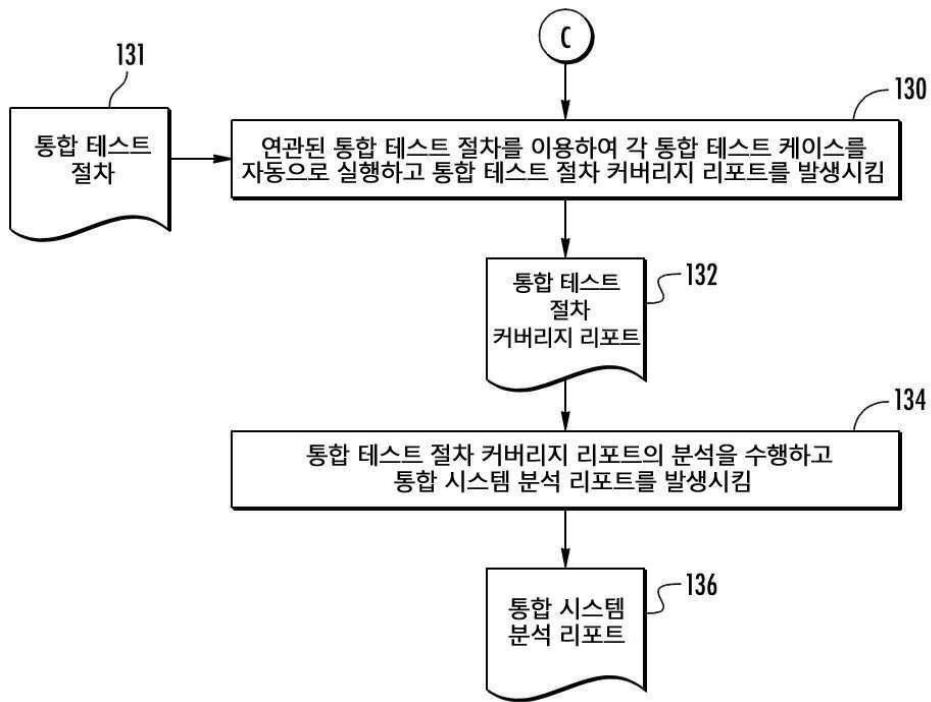 C
131
130
통합 테스트
절차
연관된 통합 테스트 절차를 이용하여 각 통합 테스트 케이스를
자동으로 실행하고 통합 테스트 절차 커버리지 리포트를 발생시킴
132
통합 테스트
절차
커버리지 리포트
134
통합 테스트 절차 커버리지 리포트의 분석을 수행하고
통합 시스템 분석 리포트를 발생시킴
136
통합 시스템
분석 리포트